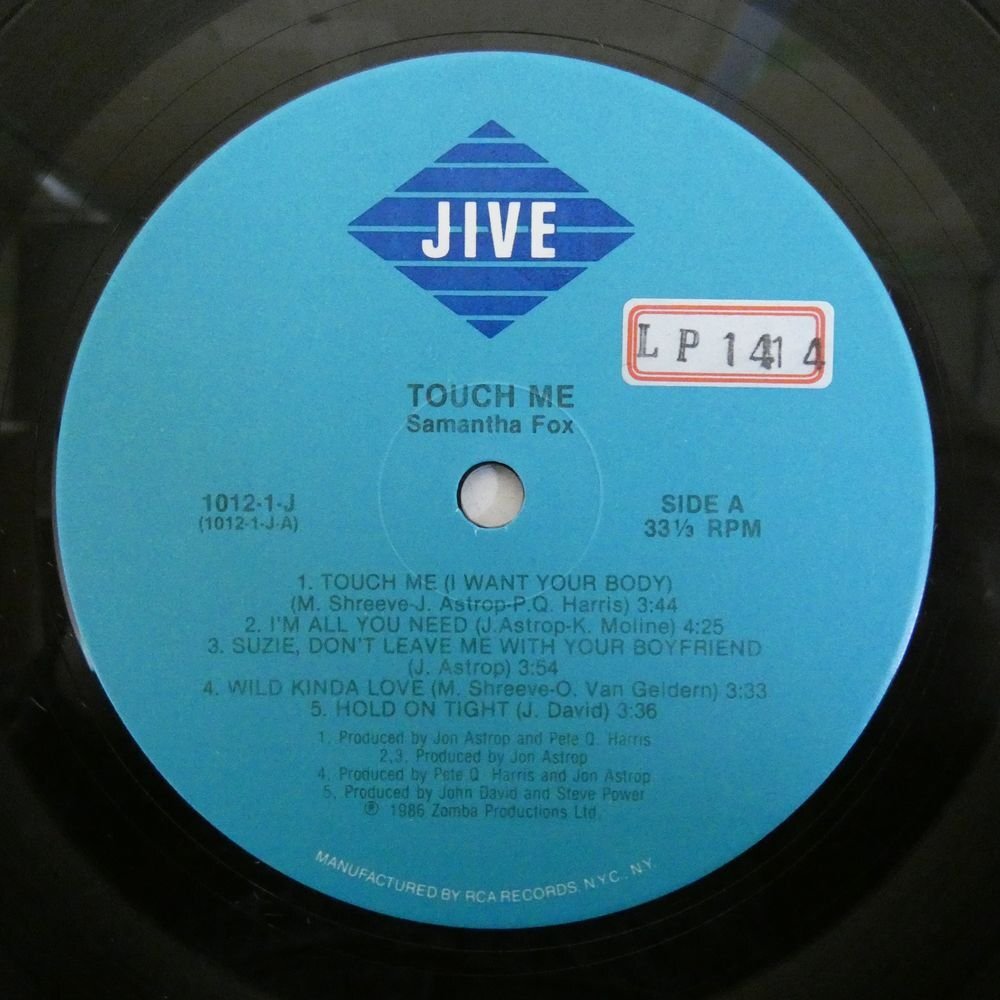 JIVE
LP 1414
TOUCH ME
Samantha Fox
1012-1-J
(1012-1-J-A)
SIDE A
33⅓ RPM
1. TOUCH ME (I WANT YOUR BODY)
(M. Shreeve-J. Astrop-P.Q. Harris) 3:44
2. I'M ALL YOU NEED (J.Astrop-K. Moline) 4:25
3. SUZIE, DON'T LEAVE ME WITH YOUR BOYFRIEND
(J. Astrop) 3:54
4. WILD KINDA LOVE (M. Shreeve-O. Van Geldern) 3:33
5. HOLD ON TIGHT (J. David) 3:36
1. Produced by Jon Astrop and Pete Q. Harris
2,3. Produced by Jon Astrop
4. Produced by Pete Q. Harris and Jon Astrop
5. Produced by John David and Steve Power
℗ 1986 Zomba Productions Ltd.
MANUFACTURED BY RCA RECORDS, N.Y.C., N.Y.